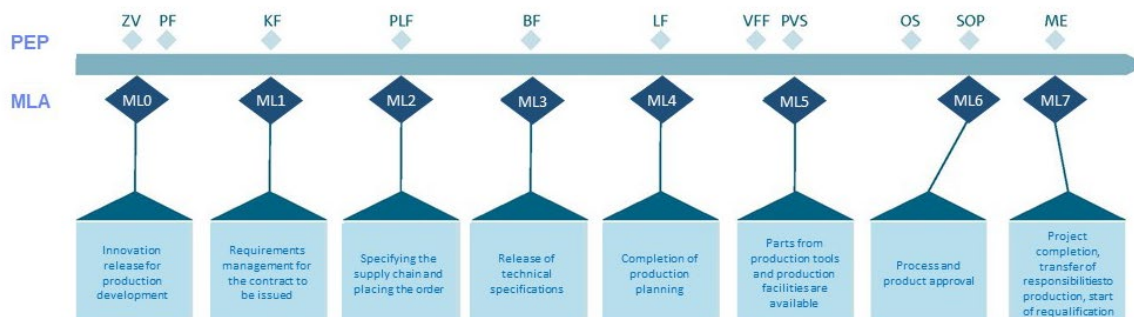 ZV PF KF PLF BF LF VFF PVS OS SOP ME
PEP
MLA
ML0 ML1 ML2 ML3 ML4 ML5 ML6 ML7
Innovation
release for
production
development
Requirements
management for
the contract to
be issued
Specifying the
supply chain and
placing the order
Release of
technical
specifications
Completion of
production
planning
Parts from
production tools
and production
facilities are
available
Process and
product approval
Project
completion,
transfer of
responsibilitiesto
production, start
of requalification